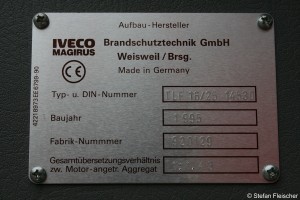 Aufbau-Hersteller
IVECO
MAGIRUS
Brandschutztechnik GmbH
Weisweil / Brsg.
Made in Germany
CE
Typ- u. DIN-Nummer
Baujahr
1995
Fabrik-Nummmer
Gesamtübersetzungsverhältnis
zw. Motor-angetr. Aggregat
© Stefan Fleischer